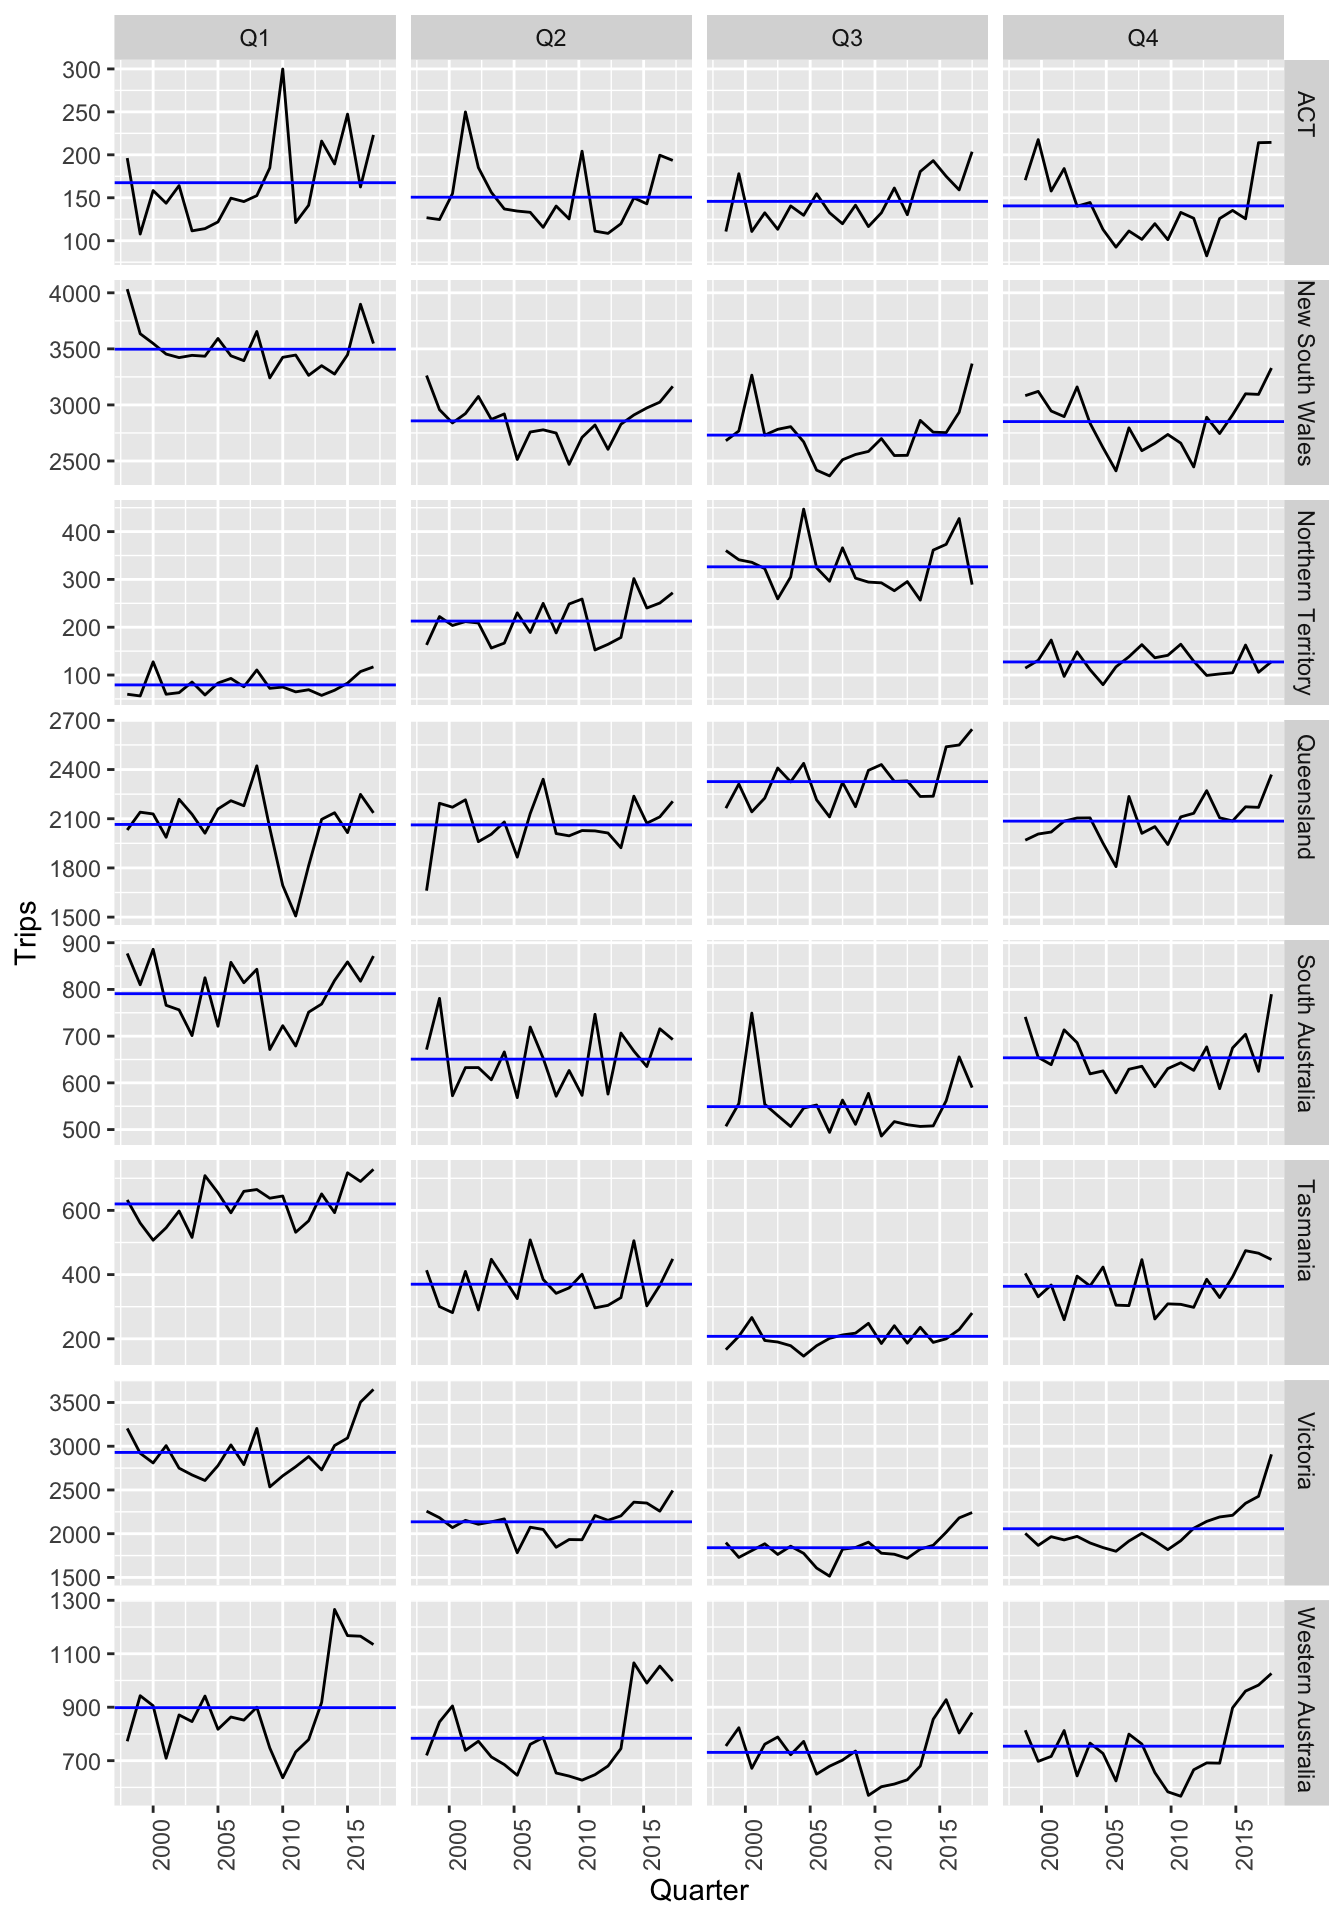 Q1 Q2 Q3 Q4
300
250
200
150
100
ACT
4000
3500
3000
2500
New South Wales
400
300
200
100
Northern Territory
2700
2400
2100
1800
1500
Queensland
Trips
900
800
700
600
500
South Australia
600
400
200
Tasmania
3500
3000
2500
2000
1500
Victoria
1300
1100
900
700
Western Australia
2000 2005 2010 2015 2000 2005 2010 2015 2000 2005 2010 2015 2000 2005 2010 2015
Quarter